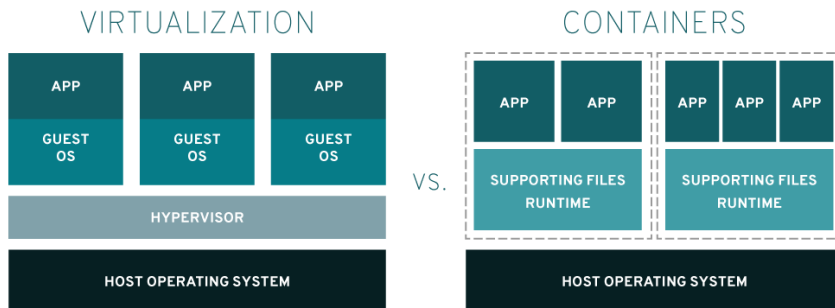 VIRTUALIZATION
APP
APP
APP
GUEST
OS
GUEST
OS
GUEST
OS
HYPERVISOR
HOST OPERATING SYSTEM
VS.
CONTAINERS
APP
APP
APP
APP
APP
SUPPORTING FILES
RUNTIME
SUPPORTING FILES
RUNTIME
HOST OPERATING SYSTEM